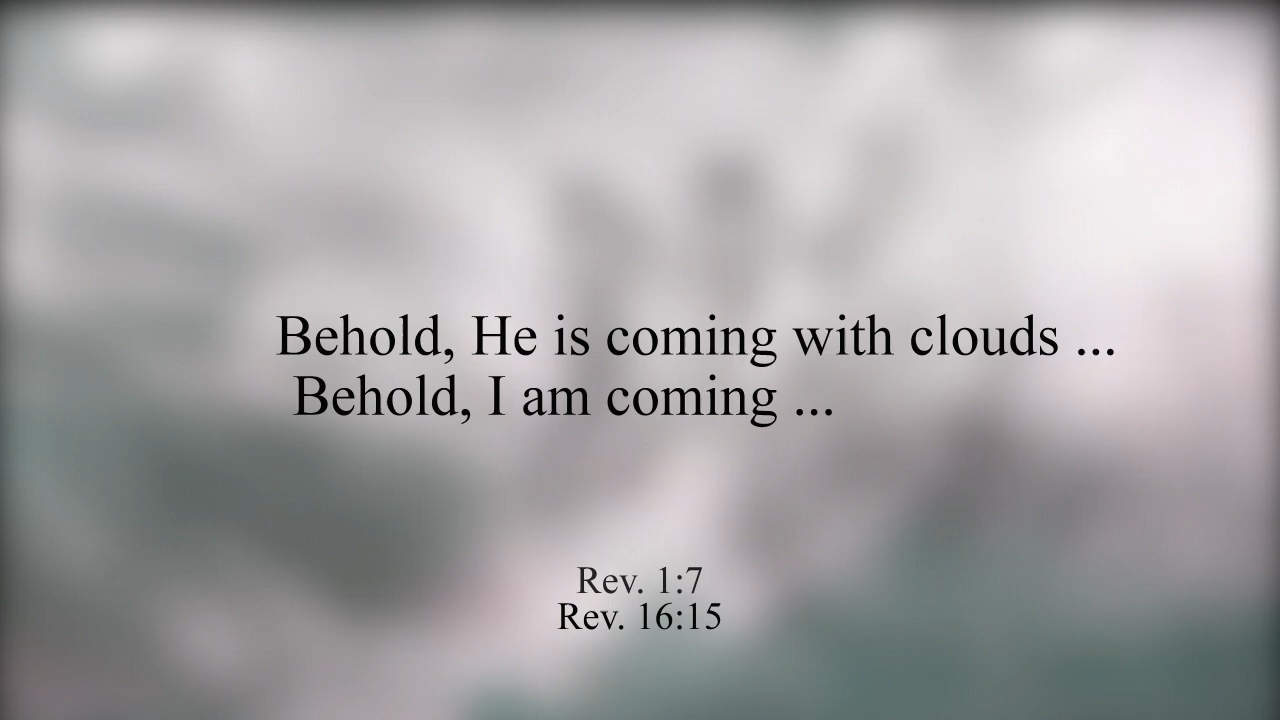 Behold, He is coming with clouds ...
Behold, I am coming ...
Rev. 1:7
Rev. 16:15